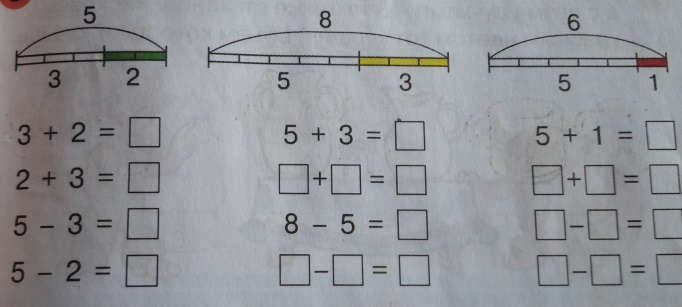 5 8 6
3 2 5 3 5 1
3 + 2 = □ 5 + 3 = □ 5 + 1 = □
2 + 3 = □ □ + □ = □ □ + □ = □
5 - 3 = □ 8 - 5 = □ □ - □ = □
5 - 2 = □ □ - □ = □ □ - □ = □